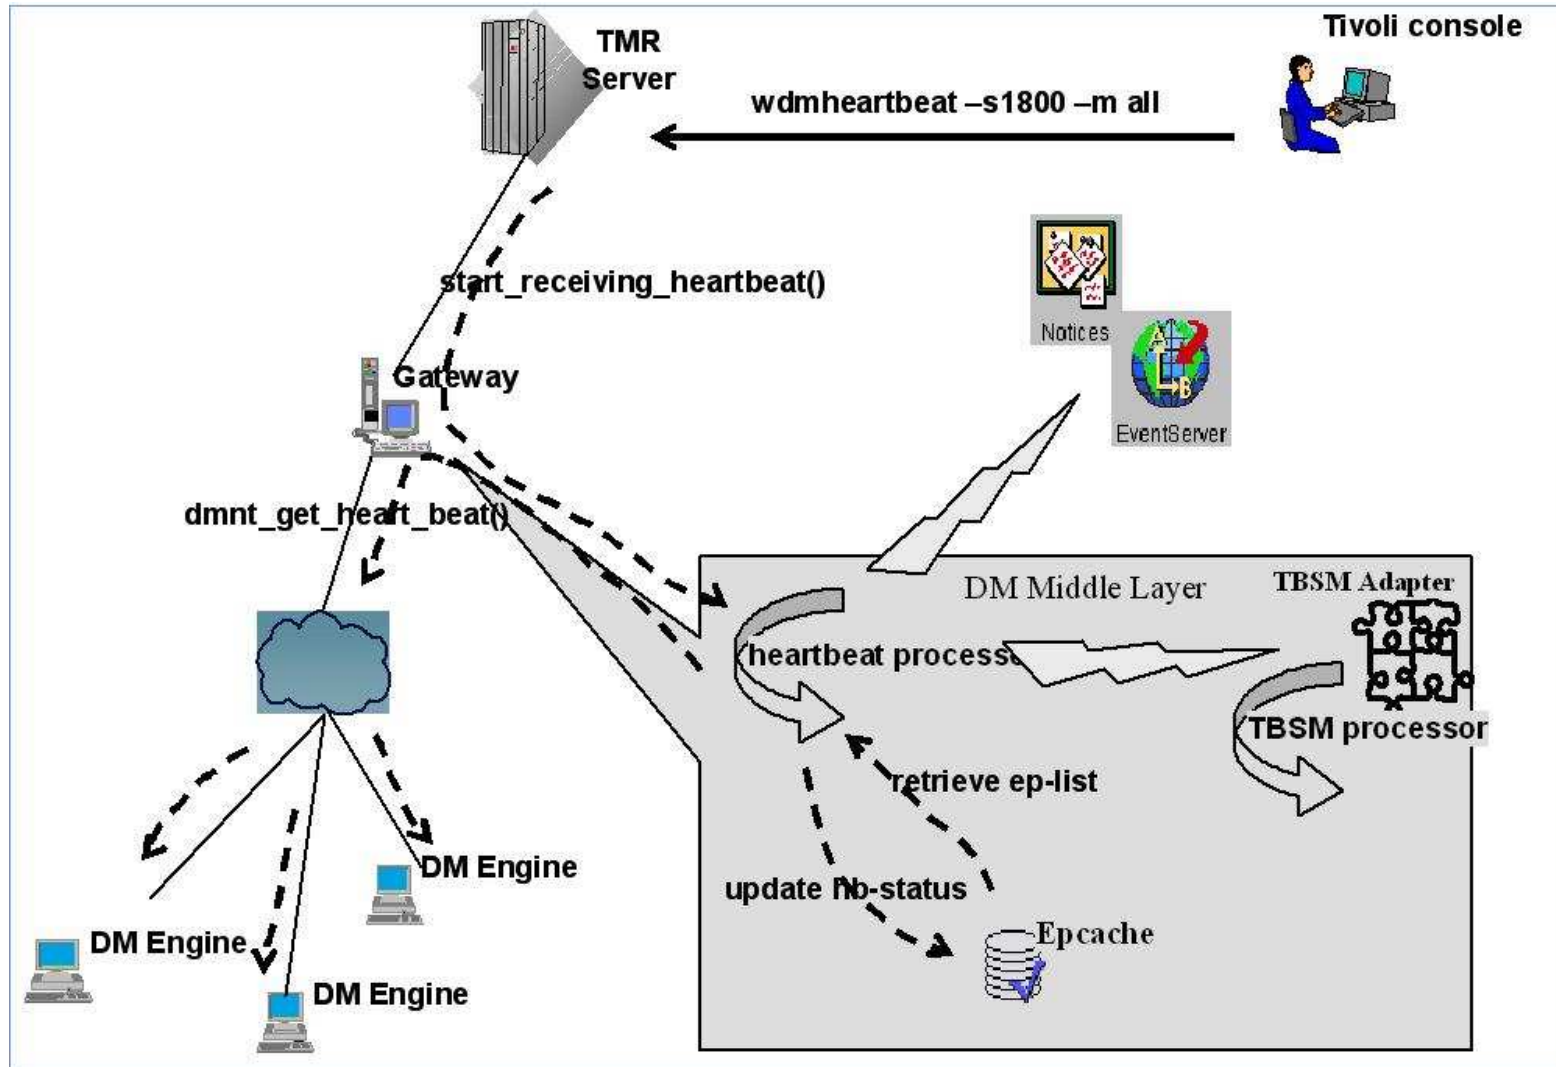 Tivoli console
TMR
Server
wdmheartbeat –s1800 –m all
start_receiving_heartbeat()
Notices
EventServer
Gateway
dmnt_get_heart_beat()
DM Middle Layer
TBSM Adapter
heartbeat processo
TBSM processor
retrieve ep-list
DM Engine
update hb-status
Epcache
DM Engine
DM Engine
A
B